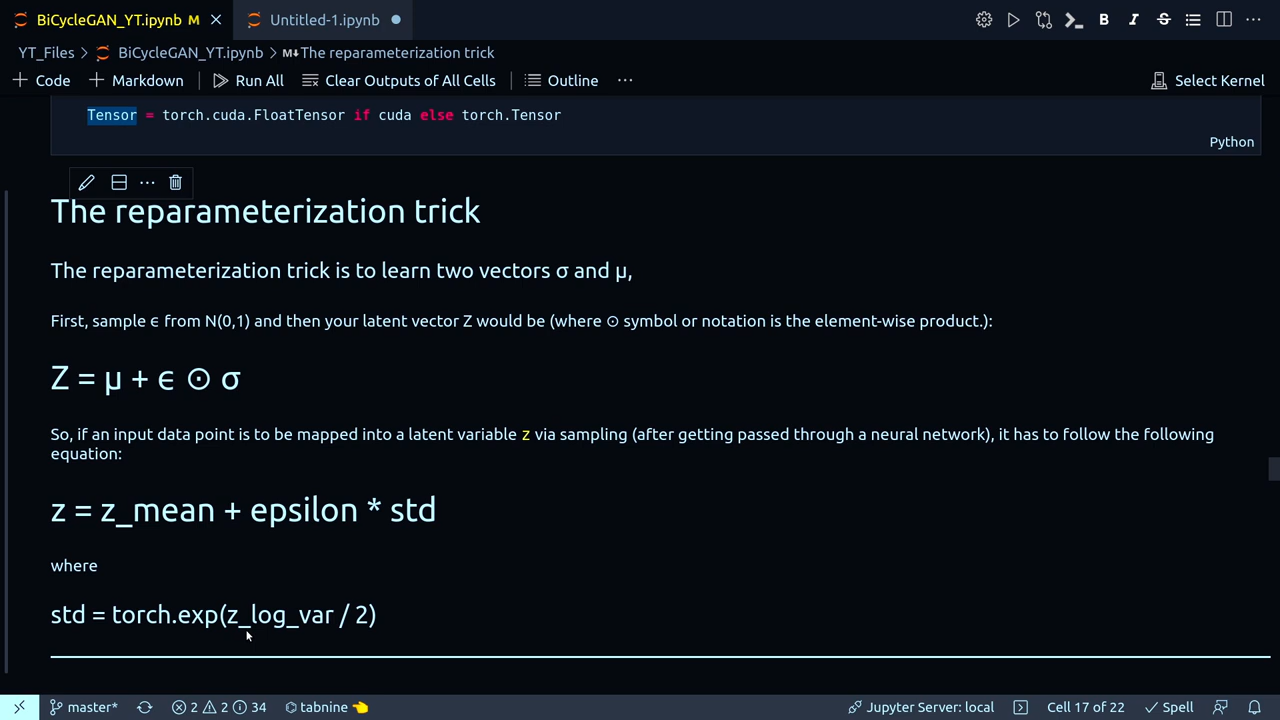 BiCycleGAN_YT.ipynb M
Untitled-1.ipynb
YT_Files > BiCycleGAN_YT.ipynb > M↓The reparameterization trick
+ Code + Markdown | Run All Clear Outputs of All Cells | Outline ··· Select Kernel
Tensor = torch.cuda.FloatTensor if cuda else torch.Tensor
Python
The reparameterization trick
The reparameterization trick is to learn two vectors σ and μ,
First, sample ϵ from N(0,1) and then your latent vector Z would be (where ⊙ symbol or notation is the element-wise product.):
Z = μ + ϵ ⊙ σ
So, if an input data point is to be mapped into a latent variable z via sampling (after getting passed through a neural network), it has to follow the following
equation:
z = z_mean + epsilon * std
where
std = torch.exp(z_log_var / 2)
master* 2 2 34 tabnine Jupyter Server: local Cell 17 of 22 Spell